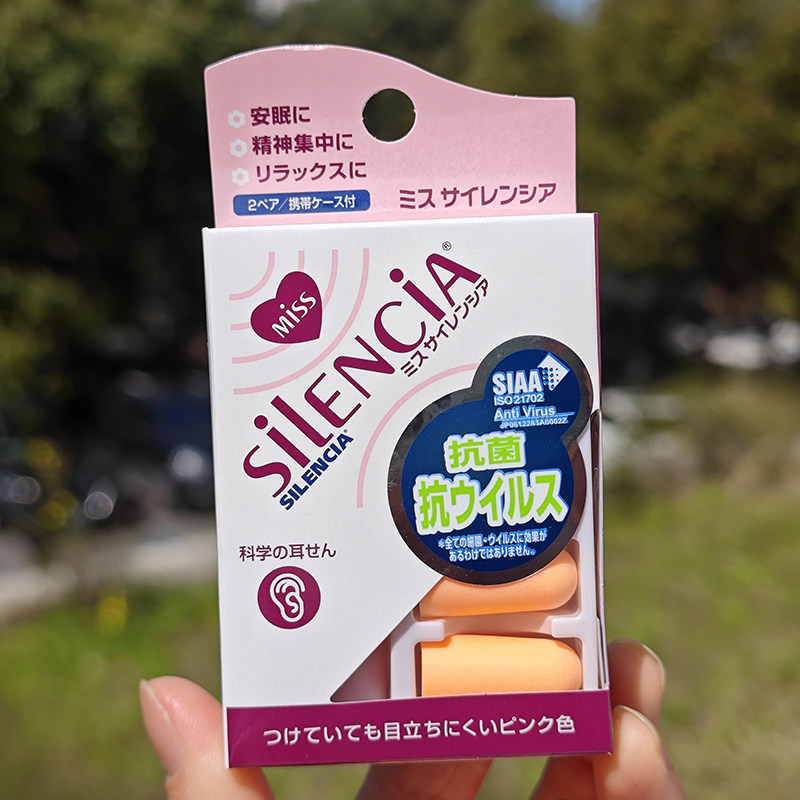 安眠に
精神集中に
リラックスに
2ペア/携帯ケース付
ミス サイレンシア
Miss
SiLENCiA®
ミス サイレンシア
SiLENCIA®
SIAA
ISO 21702
Anti Virus
JP0612283A0002Z
抗菌
抗ウイルス
※全ての細菌・ウイルスに効果が
あるわけではありません。
科学の耳せん
つけていても目立ちにくいピンク色